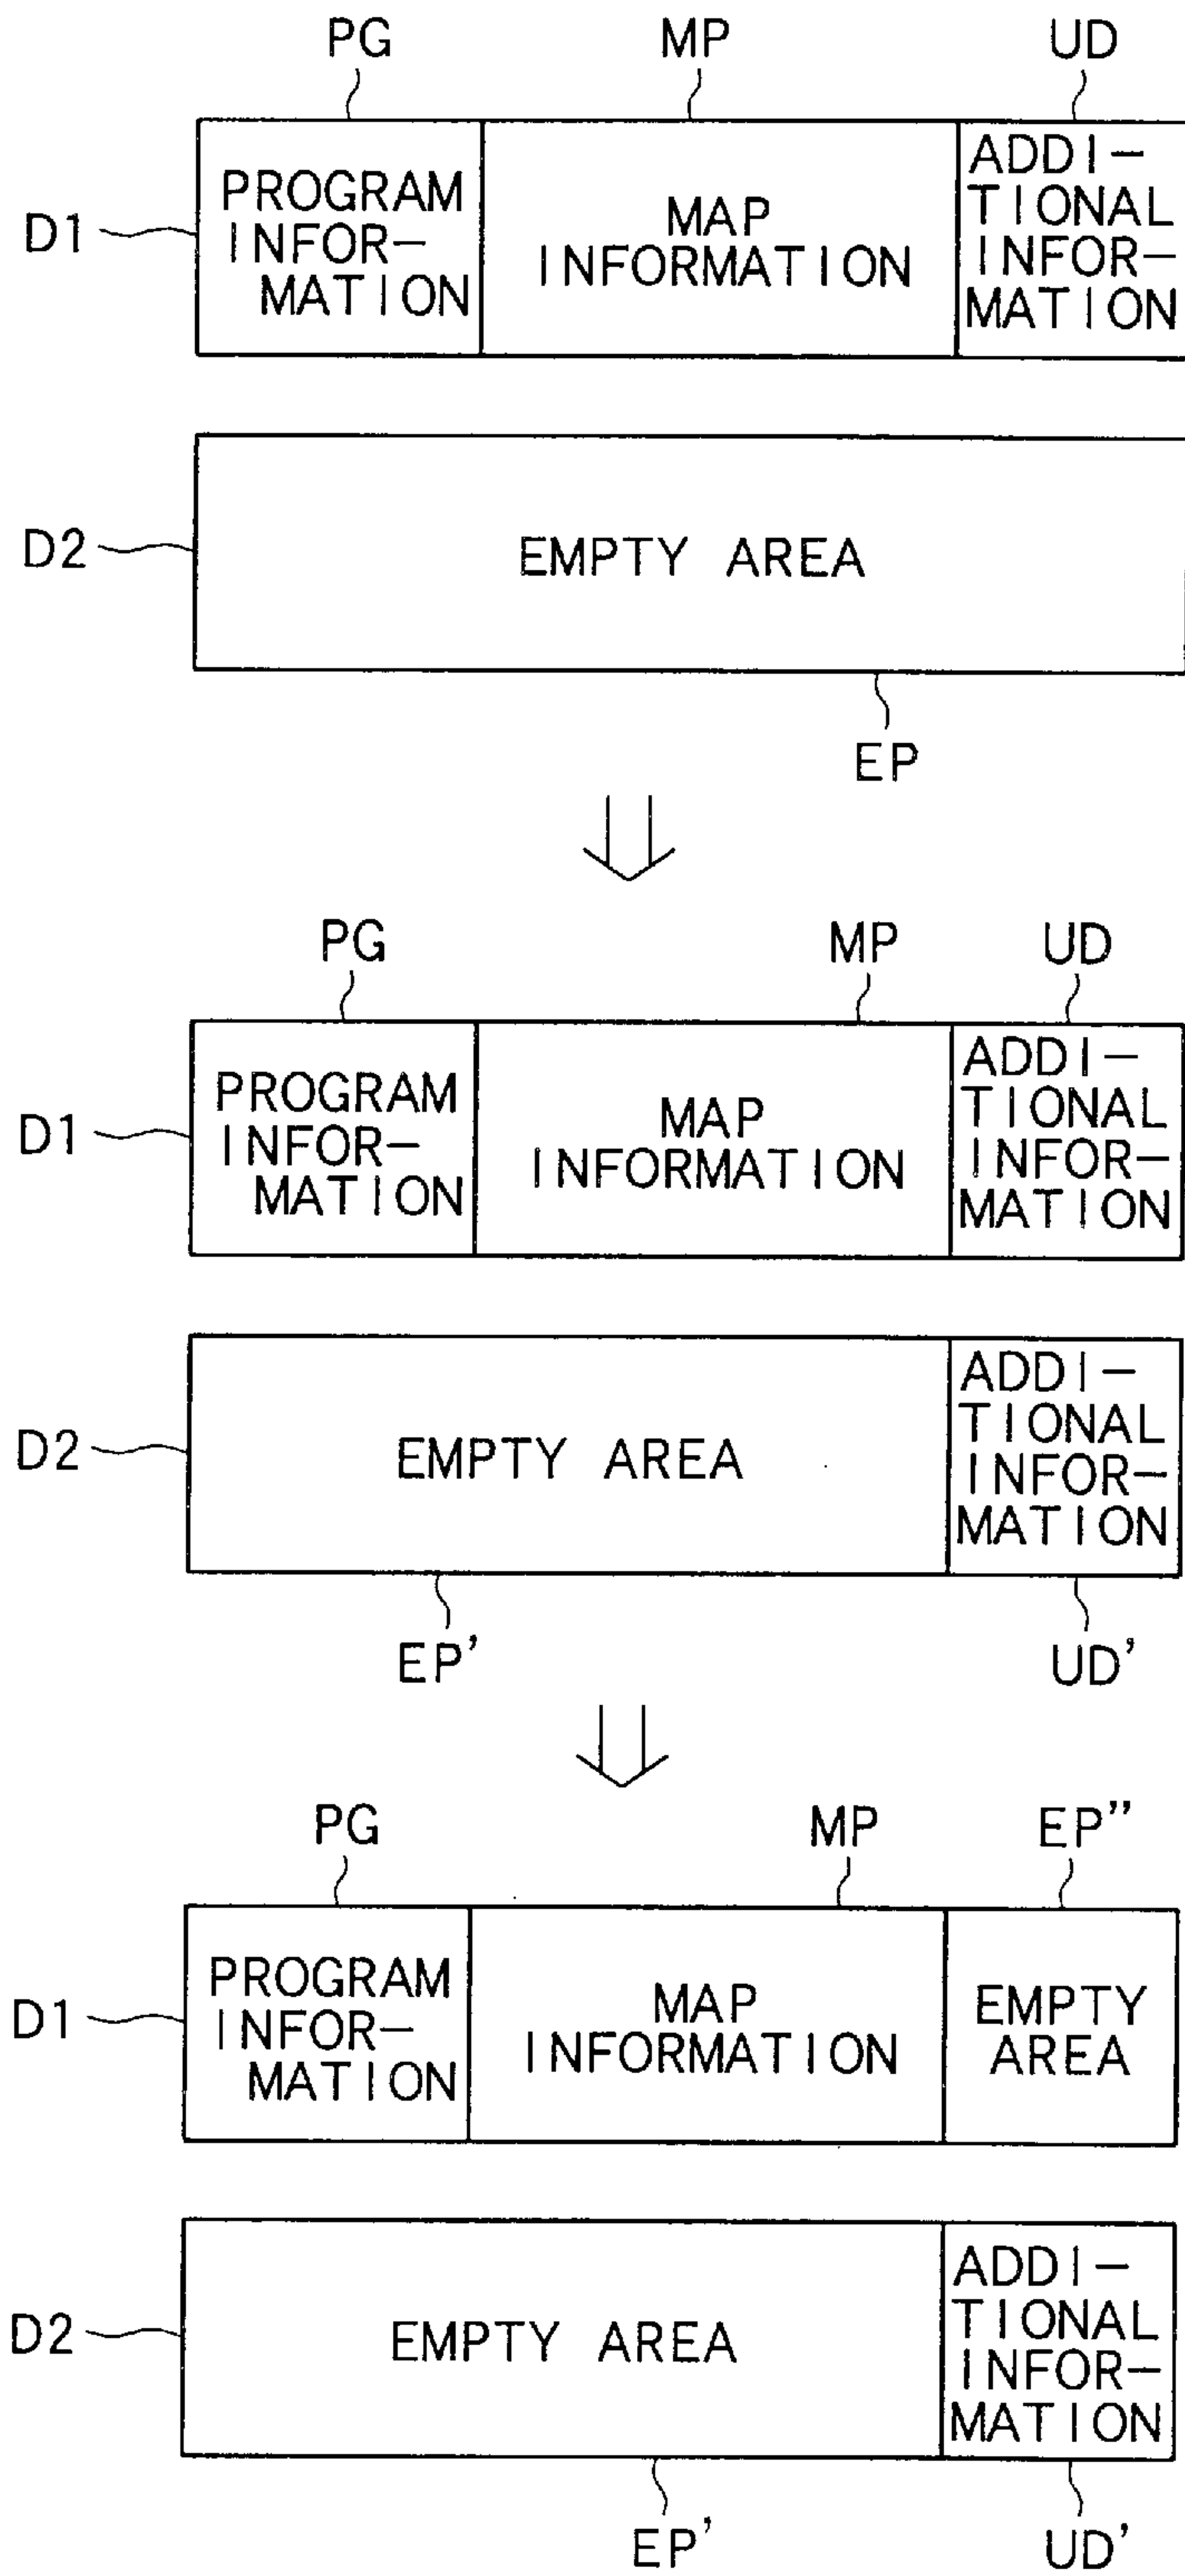 PG MP UD
D1
PROGRAM
INFOR-
MATION
MAP
INFORMATION
ADDI-
TIONAL
INFOR-
MATION
D2
EMPTY AREA
EP
PG MP UD
D1
PROGRAM
INFOR-
MATION
MAP
INFORMATION
ADDI-
TIONAL
INFOR-
MATION
D2
EMPTY AREA
ADDI-
TIONAL
INFOR-
MATION
EP' UD'
PG MP EP"
D1
PROGRAM
INFOR-
MATION
MAP
INFORMATION
EMPTY
AREA
D2
EMPTY AREA
ADDI-
TIONAL
INFOR-
MATION
EP' UD'